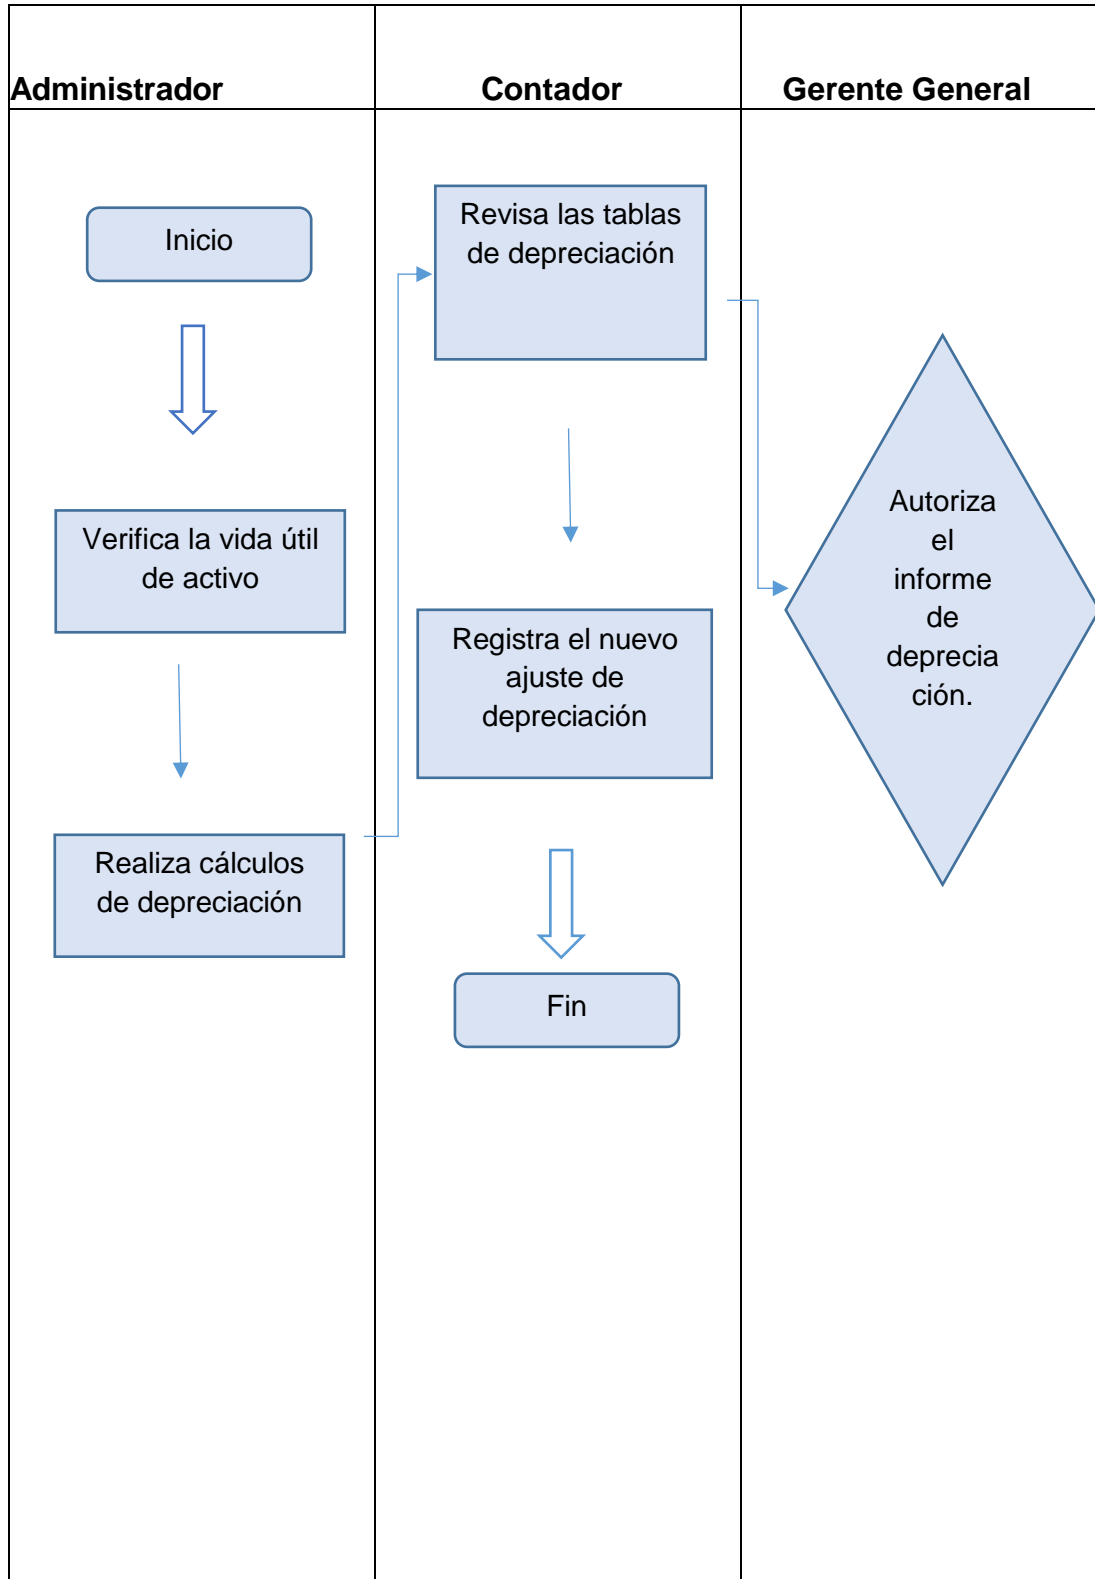 Administrador
Contador
Gerente General
Inicio
Verifica la vida útil
de activo
Realiza cálculos
de depreciación
Revisa las tablas
de depreciación
Registra el nuevo
ajuste de
depreciación
Fin
Autoriza
el
informe
de
deprecia
ción.